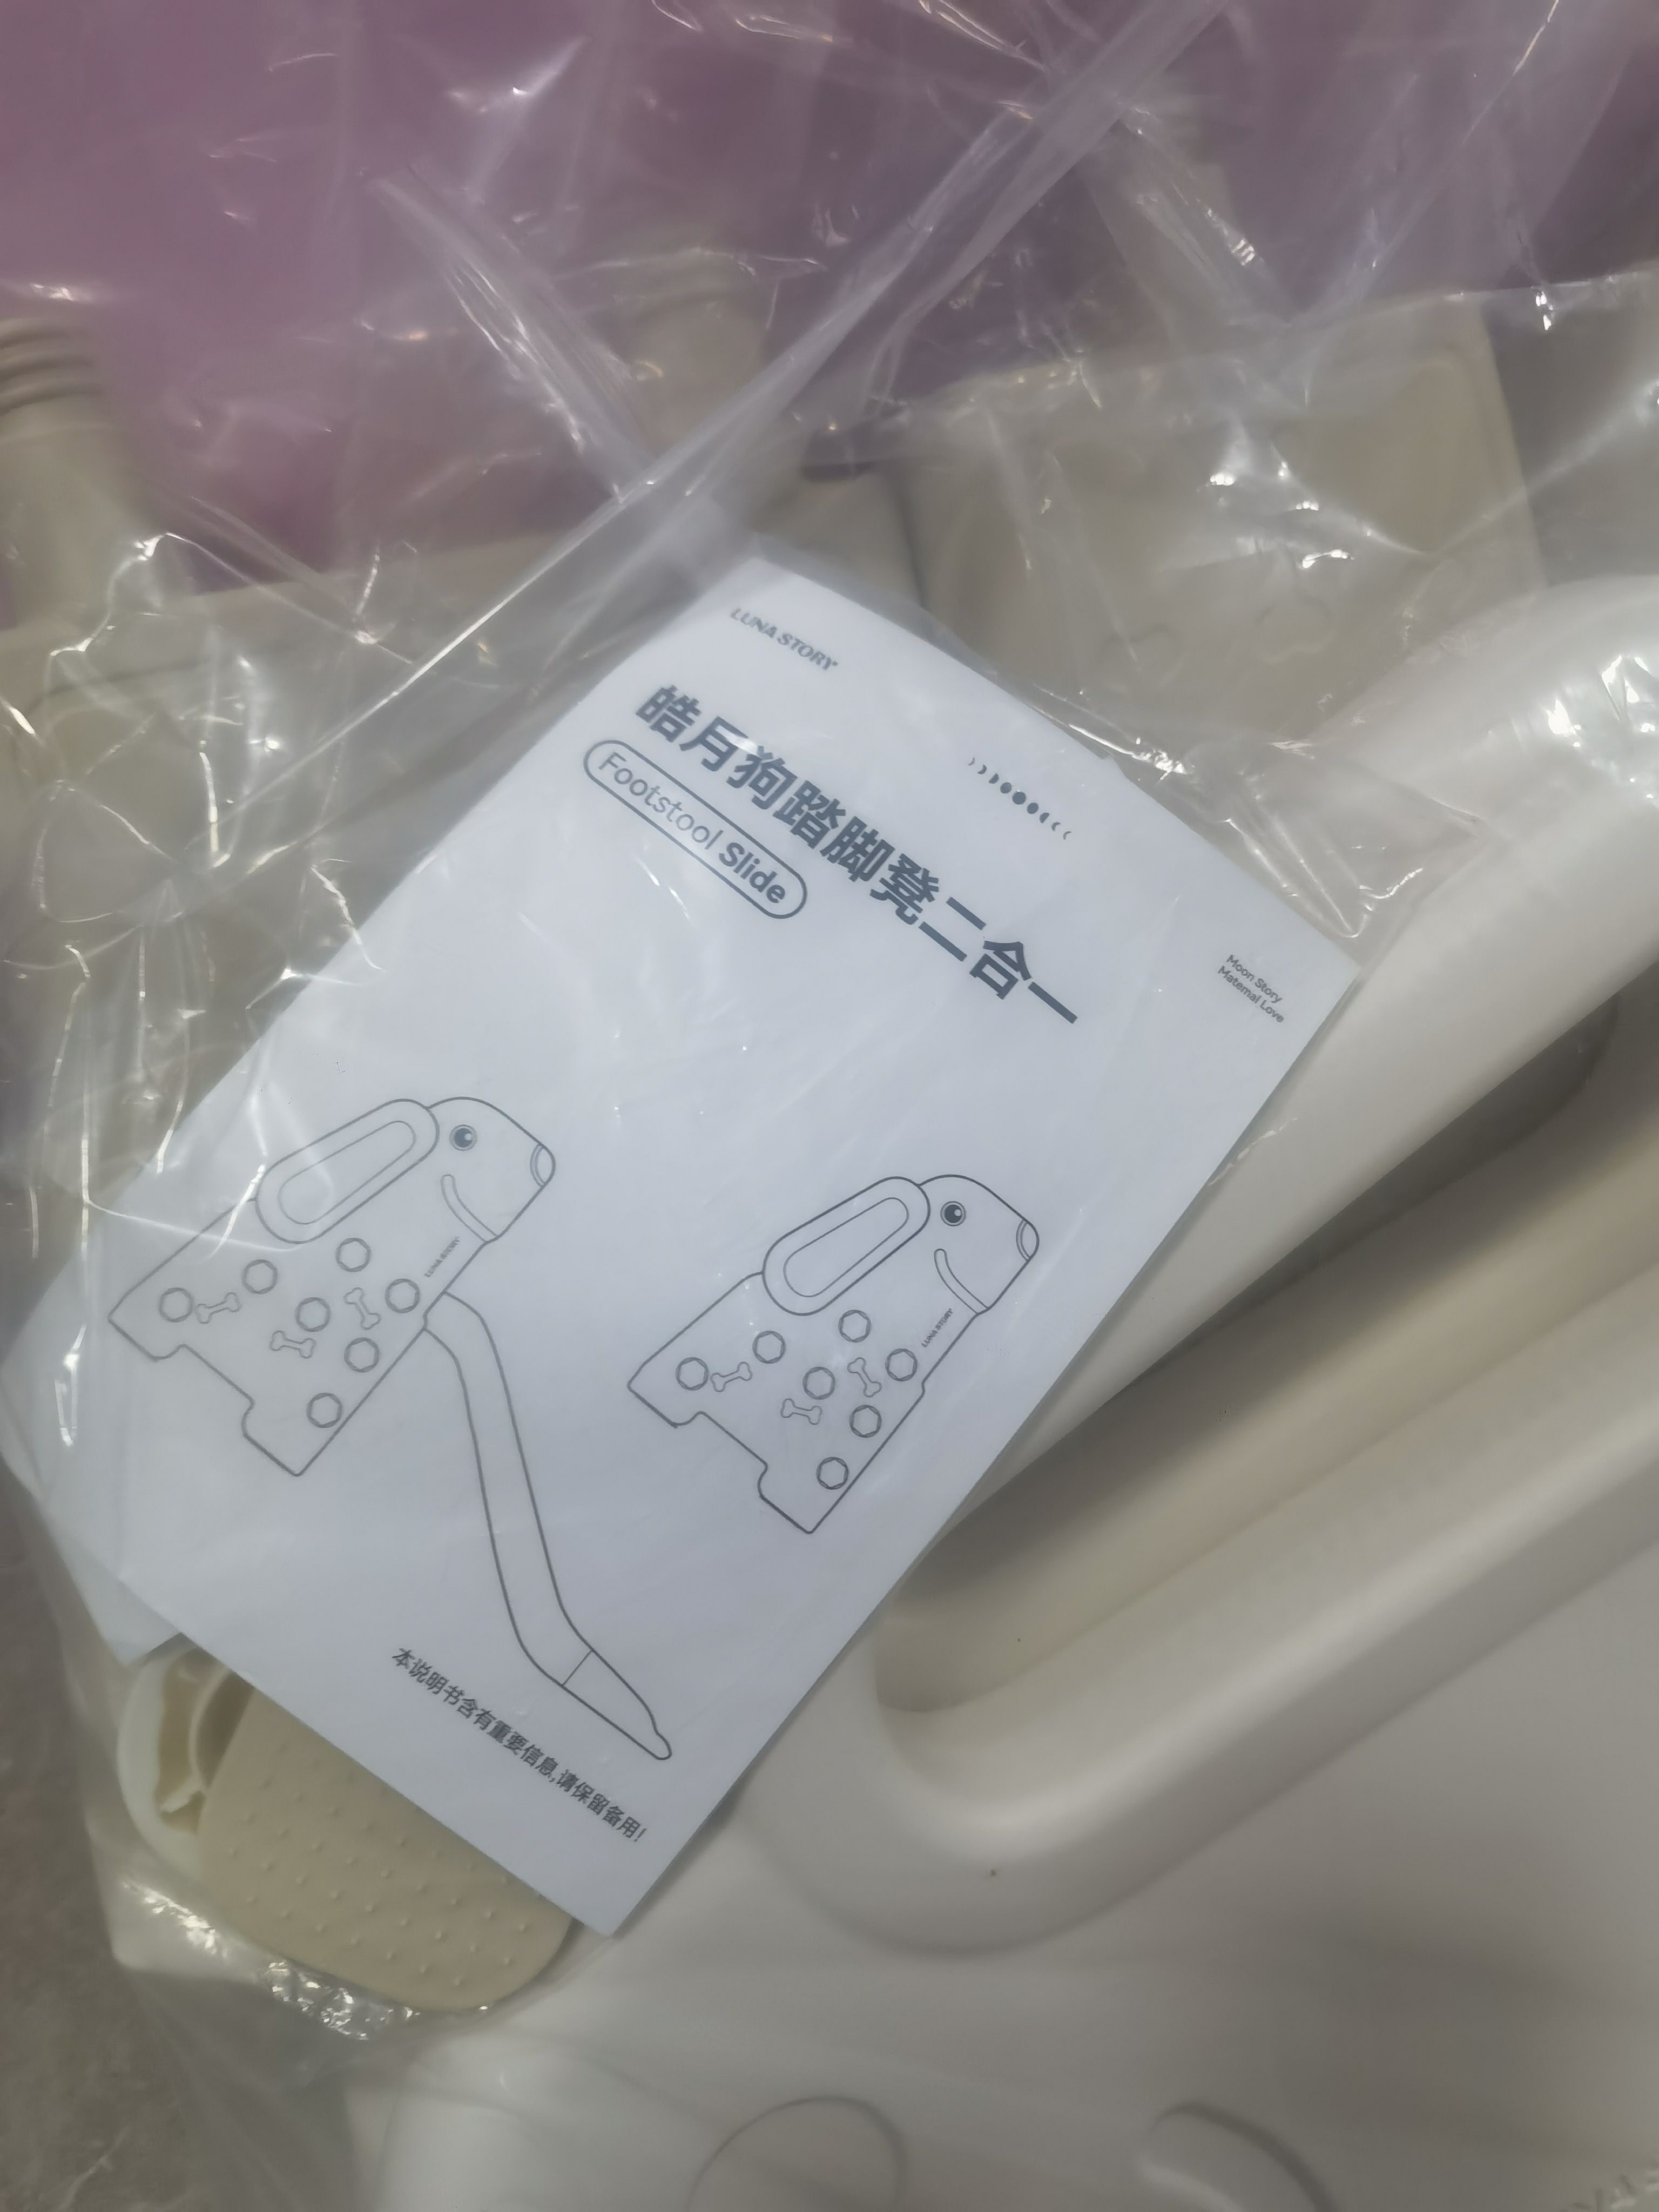 LUNA STORY
皓月狗踏脚凳二合一
Footstool Slide
Moon Story
Maternal Love
LUNA STORY
LUNA STORY
本说明书含有重要信息,请保留备用!